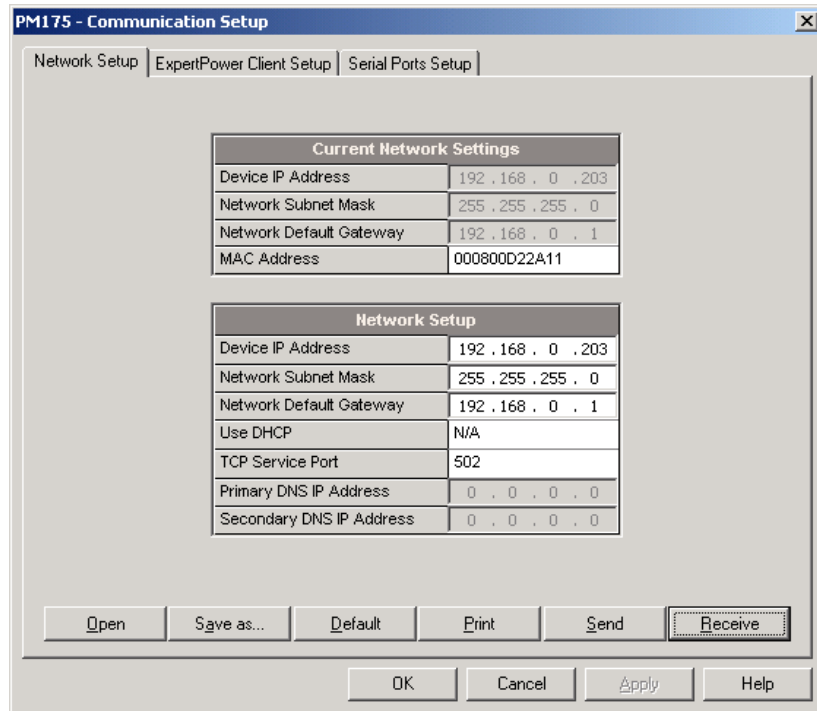 PM175 - Communication Setup
Network Setup ExpertPower Client Setup Serial Ports Setup
Current Network Settings
Device IP Address 192 . 168 . 0 . 203
Network Subnet Mask 255 . 255 . 255 . 0
Network Default Gateway 192 . 168 . 0 . 1
MAC Address 000800D22A11
Network Setup
Device IP Address 192 . 168 . 0 . 203
Network Subnet Mask 255 . 255 . 255 . 0
Network Default Gateway 192 . 168 . 0 . 1
Use DHCP N/A
TCP Service Port 502
Primary DNS IP Address 0 . 0 . 0 . 0
Secondary DNS IP Address 0 . 0 . 0 . 0
Open Save as... Default Print Send Receive
OK Cancel Apply Help